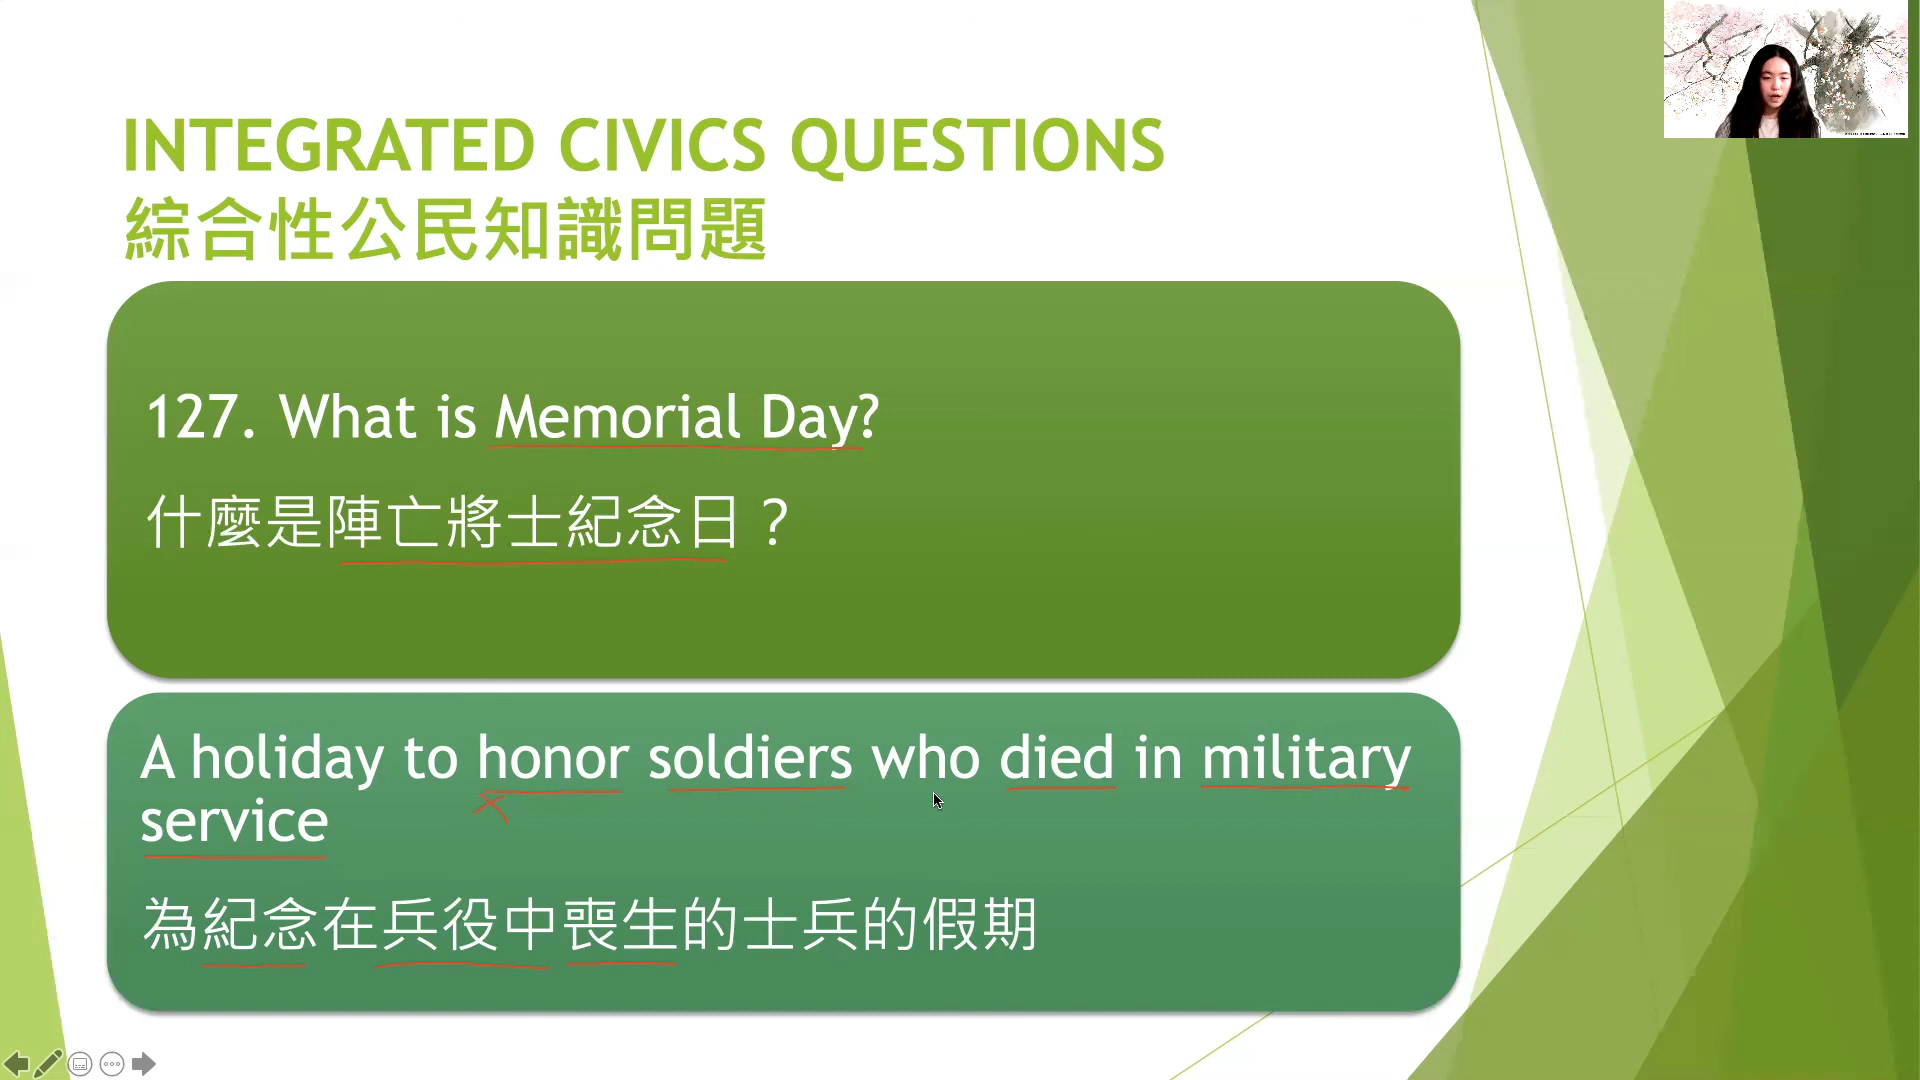 INTEGRATED CIVICS QUESTIONS
綜合性公民知識問題
127. What is Memorial Day?
什麼是陣亡將士紀念日？
A holiday to honor soldiers who died in military
service
為紀念在兵役中喪生的士兵的假期